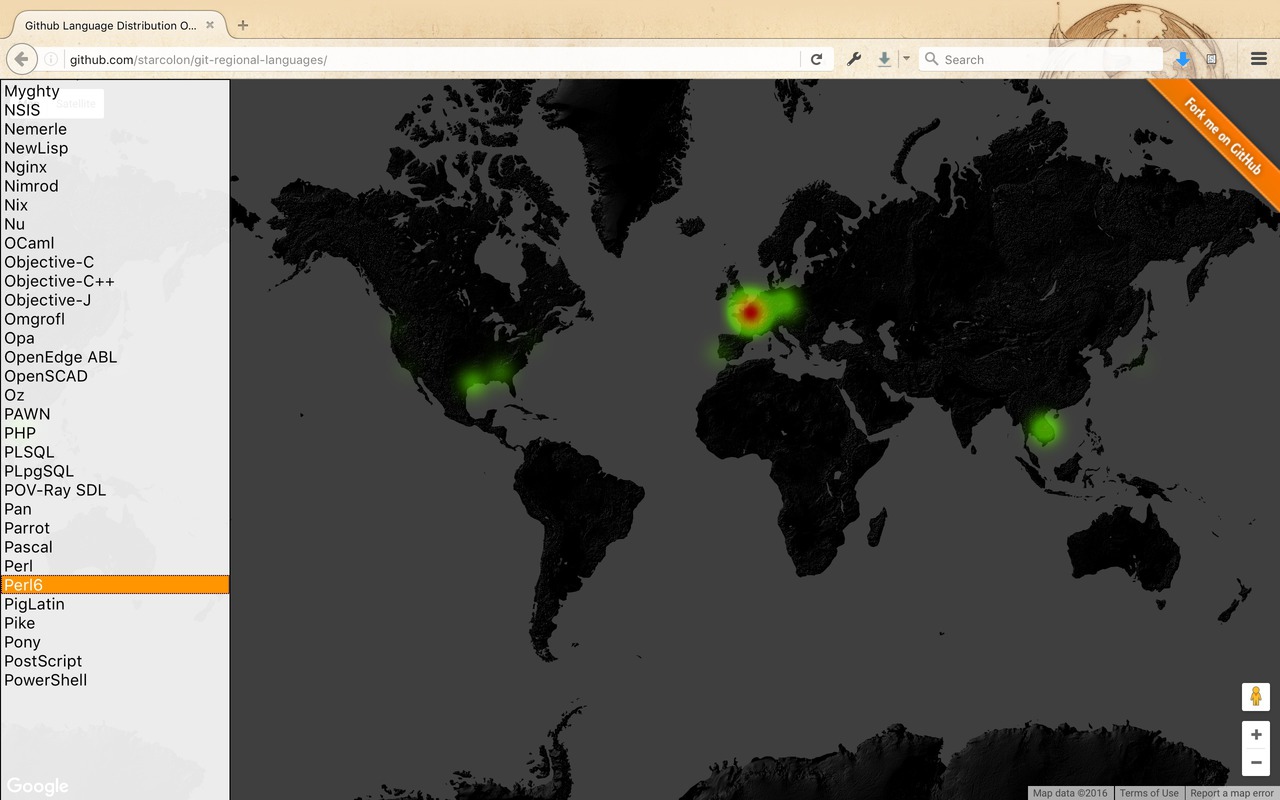 Github Language Distribution O...
github.com/starcolon/git-regional-languages/
Search
Satellite
Myghty
NSIS
Nemerle
NewLisp
Nginx
Nimrod
Nix
Nu
OCaml
Objective-C
Objective-C++
Objective-J
Omgrofl
Opa
OpenEdge ABL
OpenSCAD
Oz
PAWN
PHP
PLSQL
PLpgSQL
POV-Ray SDL
Pan
Parrot
Pascal
Perl
Perl6
PigLatin
Pike
Pony
PostScript
PowerShell
Fork me on GitHub
Google
Map data ©2016
Terms of Use
Report a map error